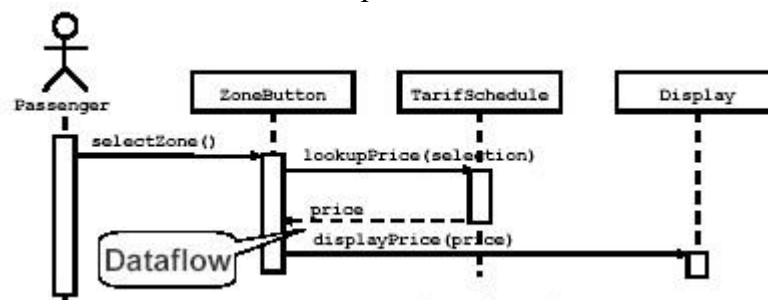 Passenger
ZoneButton
TarifSchedule
Display
selectZone()
lookupPrice(selection)
price
Dataflow
displayPrice(price)